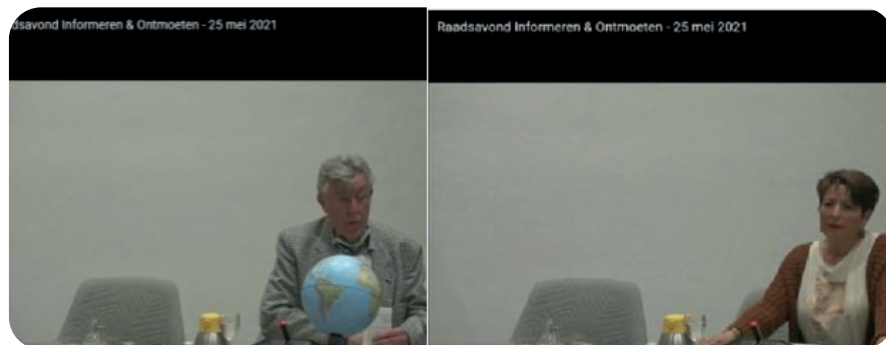 dsavond Informeren & Ontmoeten - 25 mei 2021
Raadsavond Informeren & Ontmoeten - 25 mei 2021